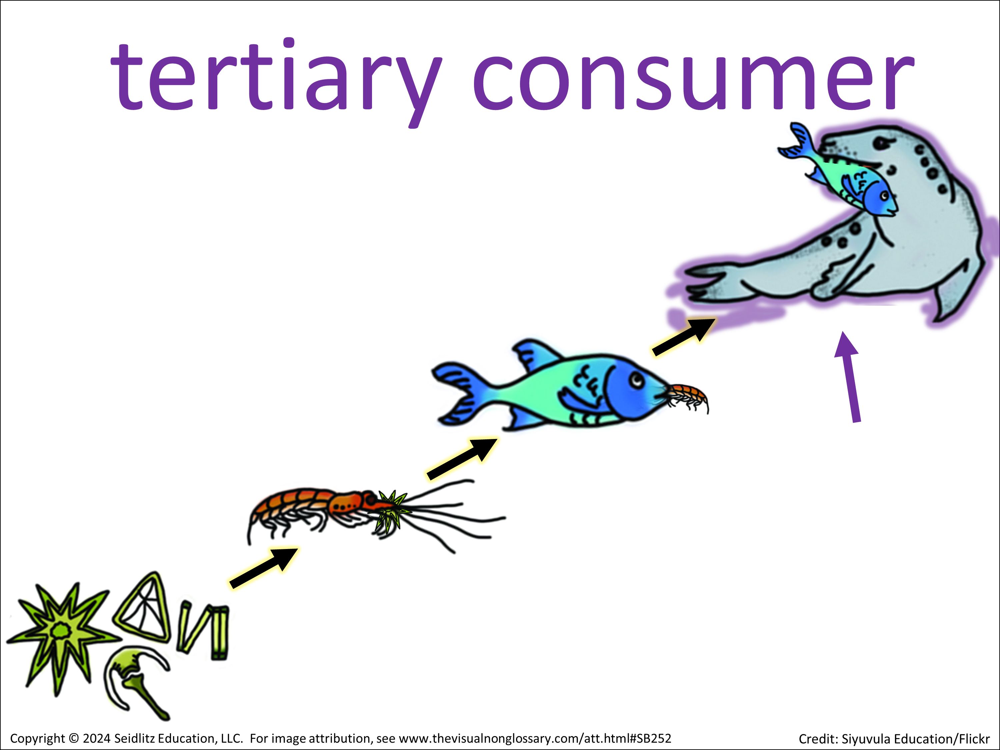 tertiary consumer
Copyright © 2024 Seidlitz Education, LLC.  For image attribution, see www.thevisualnonglossary.com/att.html#SB252
Credit: Siyuvula Education/Flickr